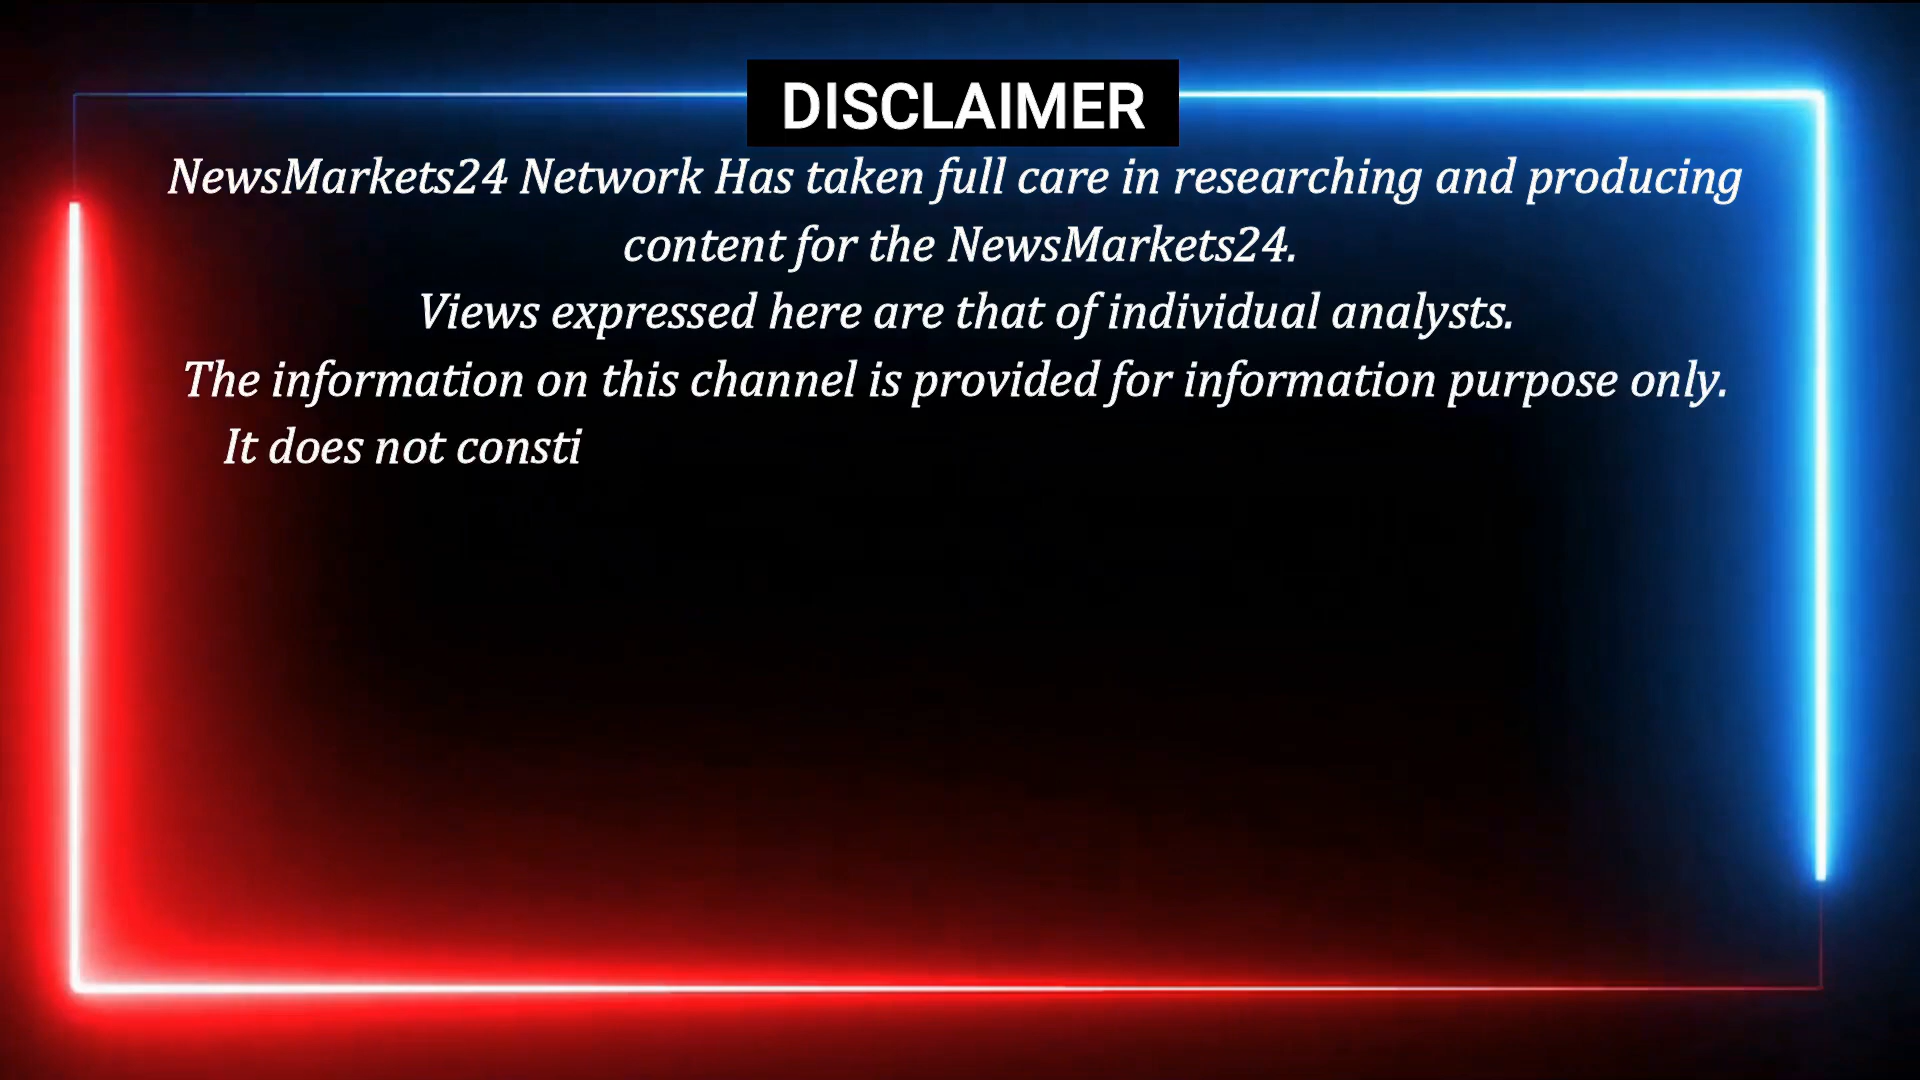 DISCLAIMER
NewsMarkets24 Network Has taken full care in researching and producing
content for the NewsMarkets24.
Views expressed here are that of individual analysts.
The information on this channel is provided for information purpose only.
It does not consti